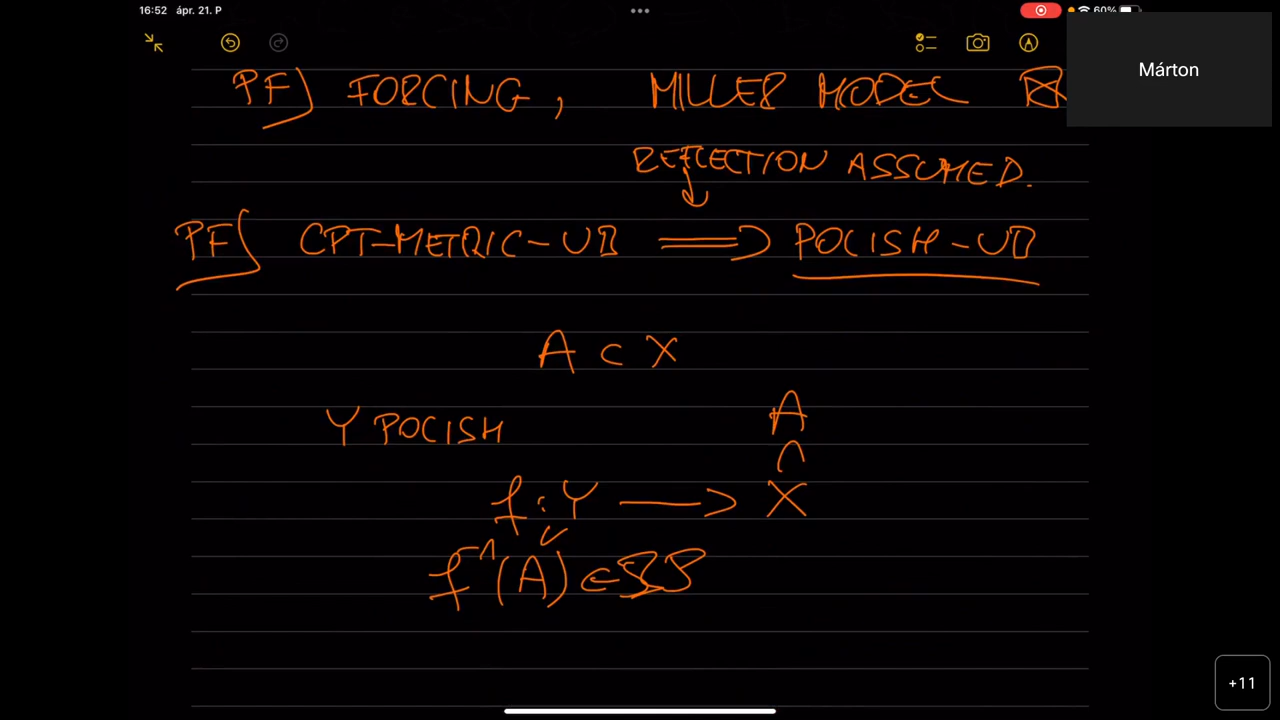 16:52 ápr. 21. P
60%
Márton
PF) FORCING, MILLER MODEL
REFLECTION ASSUMED.
PF) CPT-METRIC-UB ⟹ POLISH-UB
A ⊂ X
Y POLISH
A
∩
f: Y ⟶ X
f⁻¹(A) ∈ BP
+11